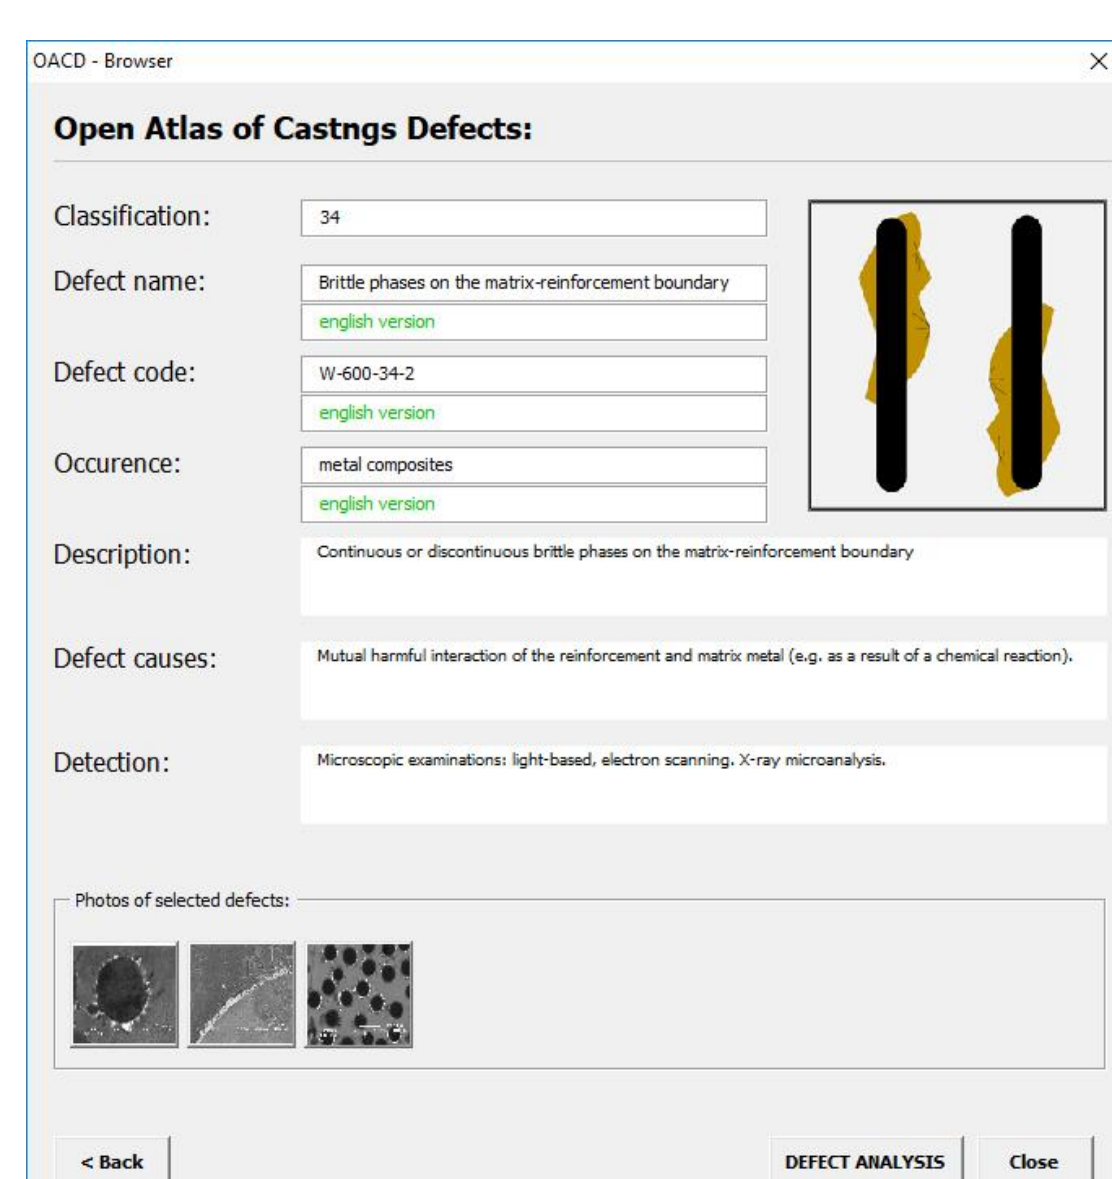 OACD - Browser
Open Atlas of Castngs Defects:
Classification: 34
Defect name: Brittle phases on the matrix-reinforcement boundary
english version
Defect code: W-600-34-2
english version
Occurence: metal composites
english version
Description: Continuous or discontinuous brittle phases on the matrix-reinforcement boundary
Defect causes: Mutual harmful interaction of the reinforcement and matrix metal (e.g. as a result of a chemical reaction).
Detection: Microscopic examinations: light-based, electron scanning. X-ray microanalysis.
Photos of selected defects:
< Back DEFECT ANALYSIS Close